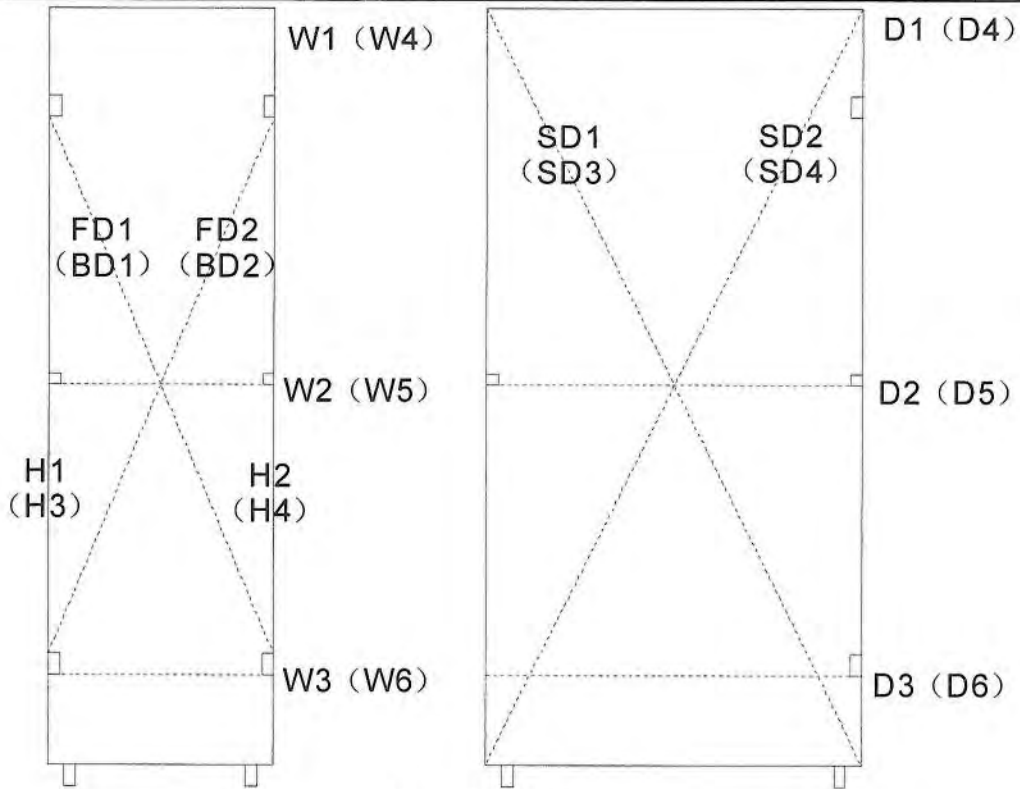 W1（W4）
D1（D4）
SD1
（SD3）
SD2
（SD4）
FD1
（BD1）
FD2
（BD2）
W2（W5）
D2（D5）
H1
（H3）
H2
（H4）
W3（W6）
D3（D6）